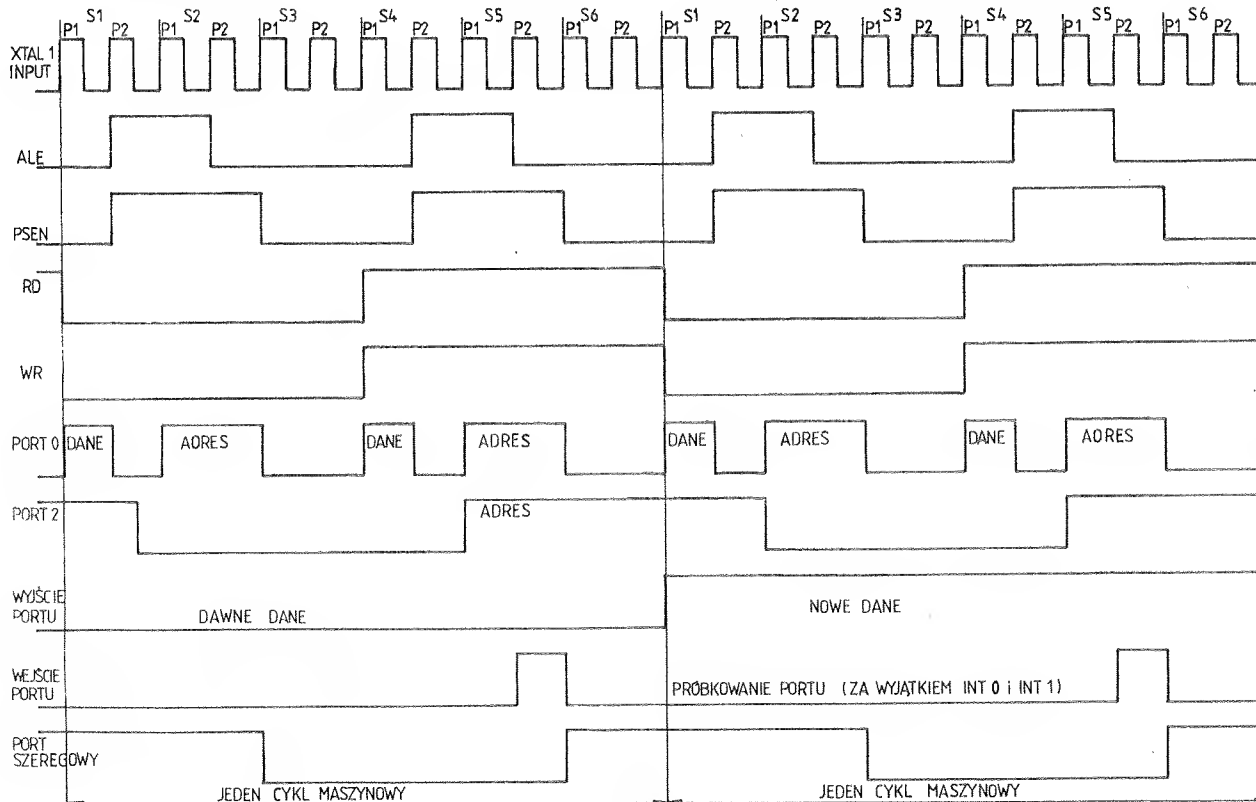 S1 S2 S3 S4 S5 S6 S1 S2 S3 S4 S5 S6
P1 P2 P1 P2 P1 P2 P1 P2 P1 P2 P1 P2 P1 P2 P1 P2 P1 P2 P1 P2 P1 P2 P1 P2
XTAL 1
INPUT
ALE
PSEN
RD
WR
PORT 0 DANE ADRES DANE ADRES DANE ADRES DANE ADRES
PORT 2 ADRES
WYJŚCIE
PORTU DAWNE DANE NOWE DANE
WEJŚCIE
PORTU PRÓBKOWANIE PORTU (ZA WYJĄTKIEM INT 0 i INT 1)
PORT
SZEREGOWY
JEDEN CYKL MASZYNOWY JEDEN CYKL MASZYNOWY